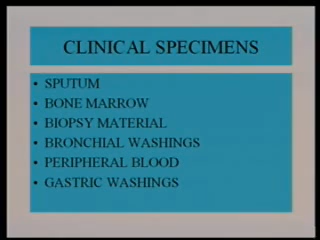 CLINICAL SPECIMENS
• SPUTUM
• BONE MARROW
• BIOPSY MATERIAL
• BRONCHIAL WASHINGS
• PERIPHERAL BLOOD
• GASTRIC WASHINGS